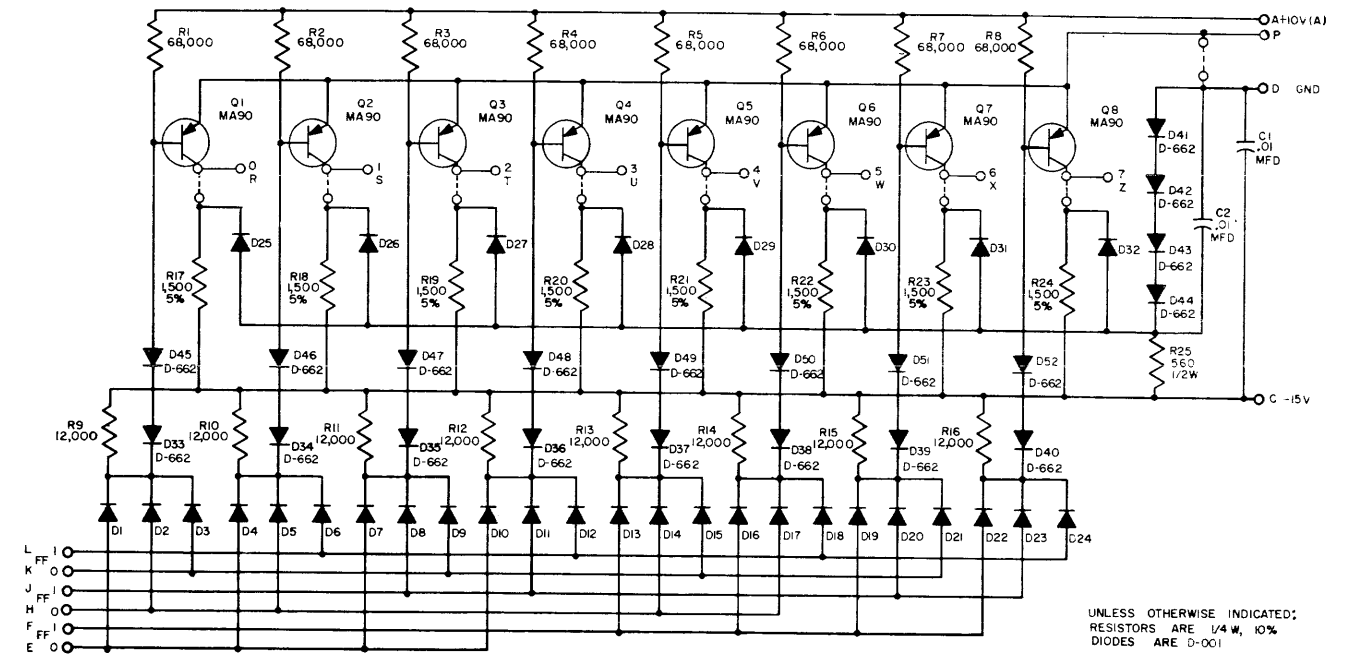 R1
68,000
R2
68,000
R3
68,000
R4
68,000
R5
68,000
R6
68,000
R7
68,000
R8
68,000
A+10V(A)
P
D GND
Q1
MA90
Q2
MA90
Q3
MA90
Q4
MA90
Q5
MA90
Q6
MA90
Q7
MA90
Q8
MA90
D41
D-662
D42
D-662
D43
D-662
D44
D-662
C1
.01
MFD
C2
.01
MFD
0
R
1
S
2
T
3
U
4
V
5
W
6
X
7
Z
D25
D26
D27
D28
D29
D30
D31
D32
R17
1,500
5%
R18
1,500
5%
R19
1,500
5%
R20
1,500
5%
R21
1,500
5%
R22
1,500
5%
R23
1,500
5%
R24
1,500
5%
R25
560
1/2W
D45
D-662
D46
D-662
D47
D-662
D48
D-662
D49
D-662
D50
D-662
D51
D-662
D52
D-662
C -15V
R9
12,000
R10
12,000
R11
12,000
R12
12,000
R13
12,000
R14
12,000
R15
12,000
R16
12,000
D33
D-662
D34
D-662
D35
D-662
D36
D-662
D37
D-662
D38
D-662
D39
D-662
D40
D-662
D1
D2
D3
D4
D5
D6
D7
D8
D9
D10
D11
D12
D13
D14
D15
D16
D17
D18
D19
D20
D21
D22
D23
D24
L 1
FF
K 0
J 1
FF
H 0
F 1
FF
E 0
UNLESS OTHERWISE INDICATED:
RESISTORS ARE 1/4 W, 10%
DIODES ARE D-001